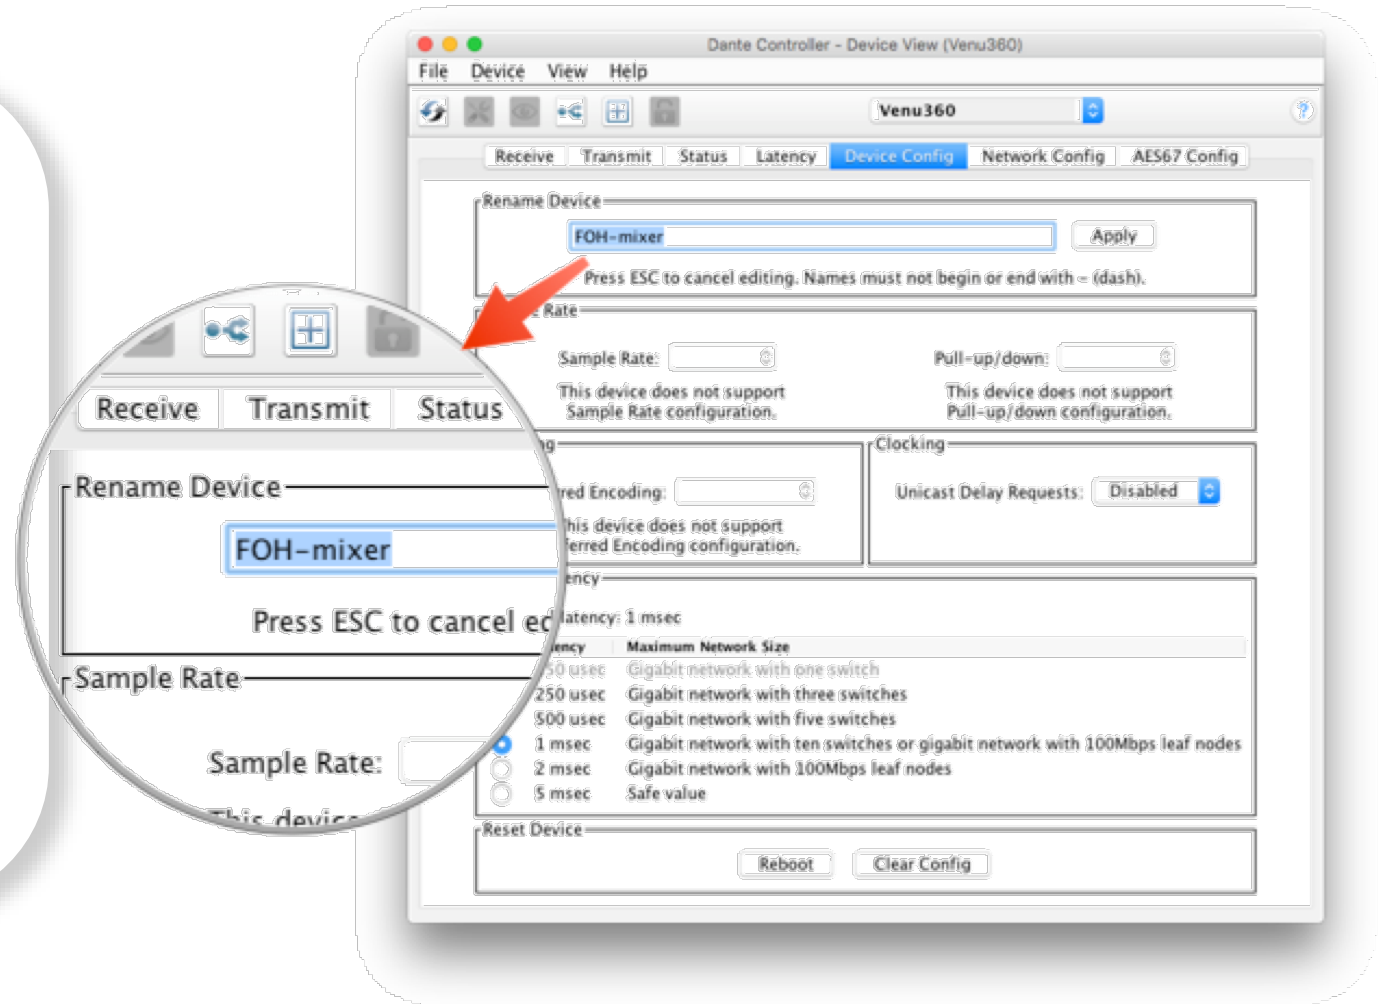 Dante Controller - Device View (Venu360)
File Device View Help
Venu360
?
Receive Transmit Status Latency Device Config Network Config AES67 Config
Rename Device
FOH-mixer Apply
Press ESC to cancel editing. Names must not begin or end with - (dash).
Rate
Sample Rate: Pull-up/down:
This device does not support
Sample Rate configuration.
This device does not support
Pull-up/down configuration.
Clocking
Encoding:
Unicast Delay Requests: Disabled
device does not support
Encoding configuration.
latency: 1 msec
Maximum Network Size
usec Gigabit network with one switch
250 usec Gigabit network with three switches
500 usec Gigabit network with five switches
1 msec Gigabit network with ten switches or gigabit network with 100Mbps leaf nodes
2 msec Gigabit network with 100Mbps leaf nodes
5 msec Safe value
Reset Device
Reboot Clear Config
Receive Transmit Status
Rename Device
FOH-mixer
Press ESC to cancel
Sample Rate
Sample Rate:
This device